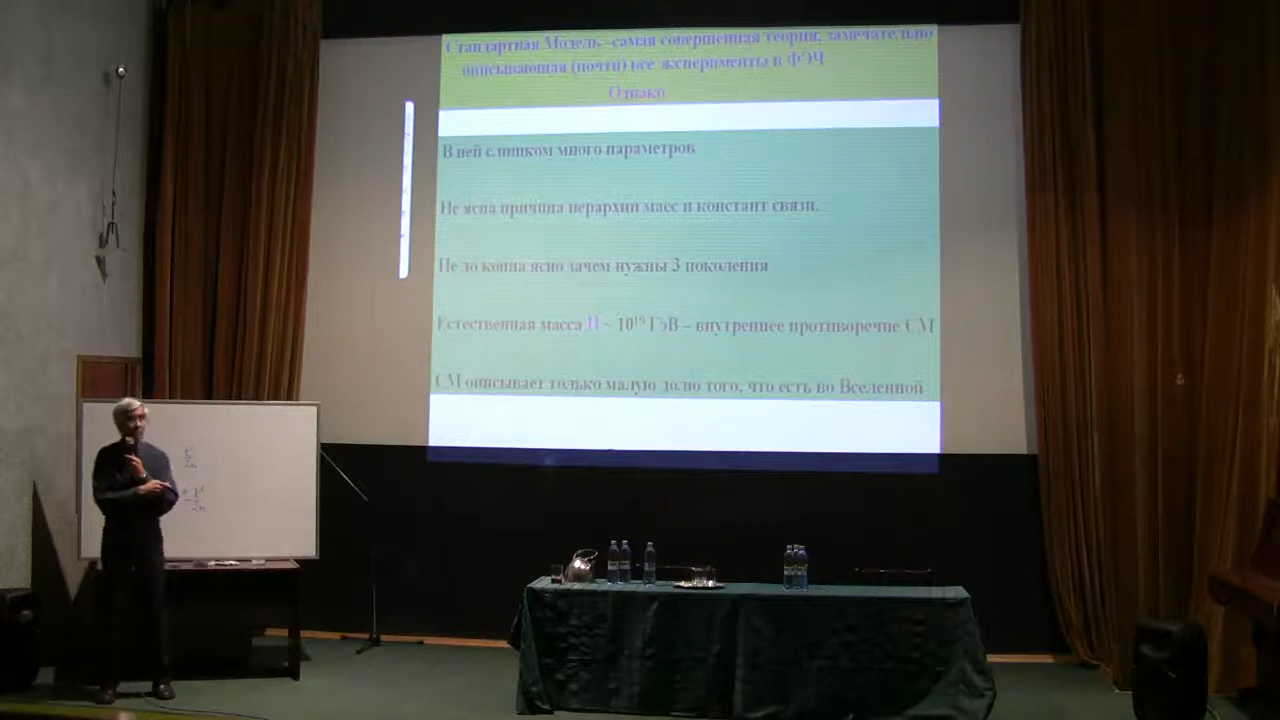 Стандартная Модель –самая совершенная теория, замечательно
описывающая (почти) все эксперименты в ФЭЧ
Однако
В ней слишком много параметров
Не ясна причина иерархии масс и констант связи.
Не до конца ясно зачем нужны 3 поколения
Естественная масса H ~ 10¹⁹ ГэВ – внутреннее противоречие СМ
СМ описывает только малую долю того, что есть во Вселенной